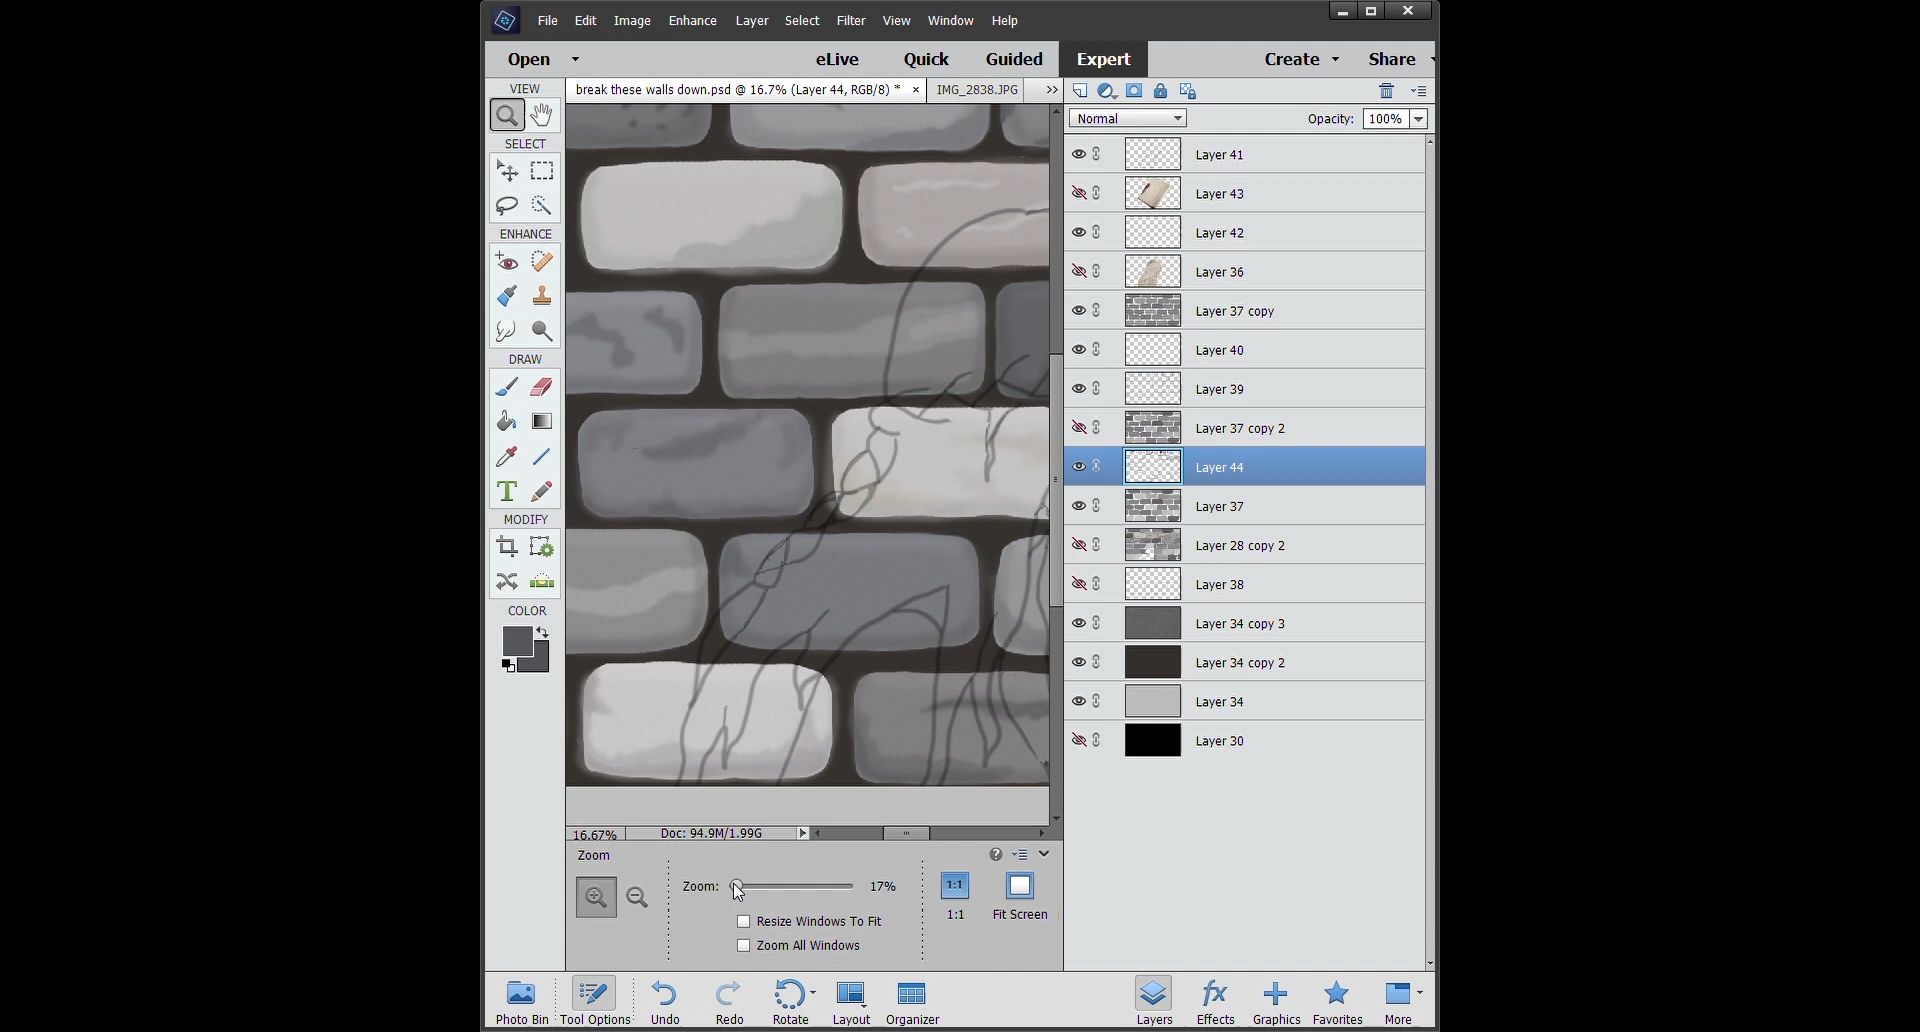 File Edit Image Enhance Layer Select Filter View Window Help
Open eLive Quick Guided Expert Create Share
VIEW
break these walls down.psd @ 16.7% (Layer 44, RGB/8) * × IMG_2838.JPG >>
Normal Opacity: 100%
SELECT
Layer 41
Layer 43
ENHANCE
Layer 42
Layer 36
Layer 37 copy
DRAW
Layer 40
Layer 39
Layer 37 copy 2
Layer 44
T
MODIFY
Layer 37
Layer 28 copy 2
Layer 38
COLOR
Layer 34 copy 3
Layer 34 copy 2
Layer 34
Layer 30
16.67% Doc: 94.9M/1.99G
Zoom
Zoom: 17% 1:1
1:1 Fit Screen
Resize Windows To Fit
Zoom All Windows
fx
Photo Bin Tool Options Undo Redo Rotate Layout Organizer Layers Effects Graphics Favorites More